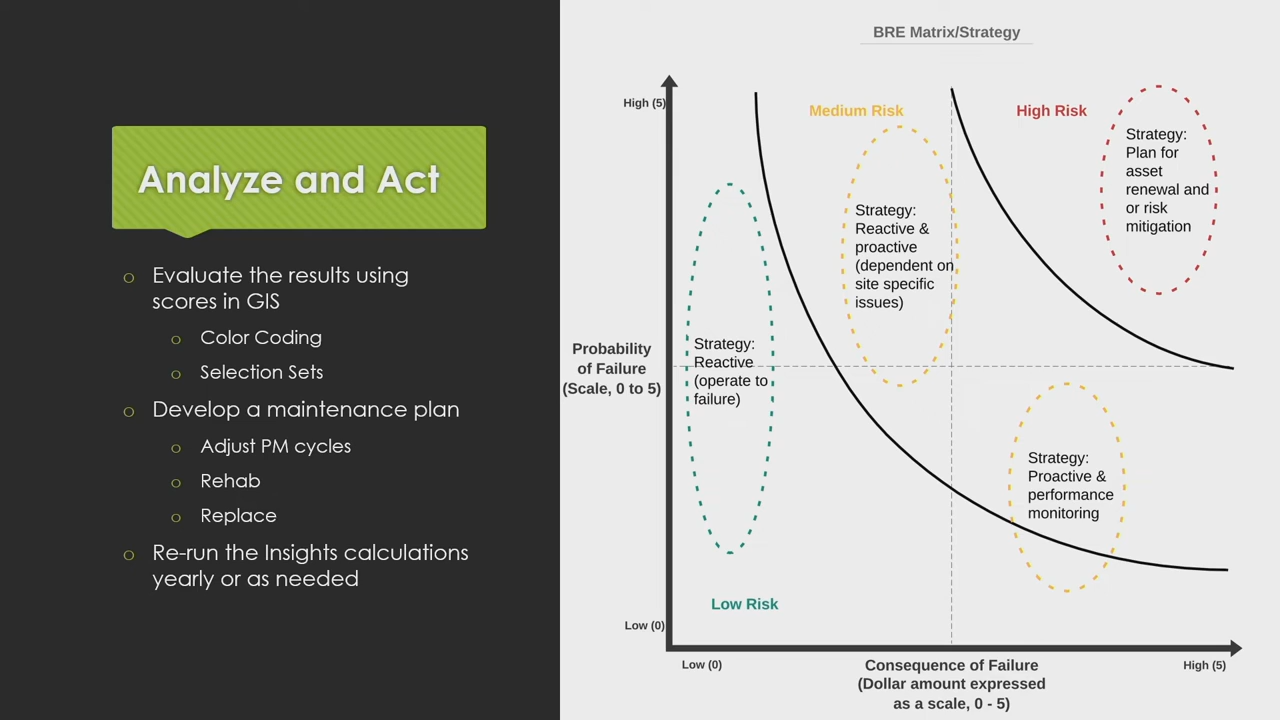 Analyze and Act
o Evaluate the results using
scores in GIS
o Color Coding
o Selection Sets
o Develop a maintenance plan
o Adjust PM cycles
o Rehab
o Replace
o Re-run the Insights calculations
yearly or as needed
BRE Matrix/Strategy
High (5)
Medium Risk
High Risk
Strategy:
Plan for
asset
renewal and
or risk
mitigation
Strategy:
Reactive &
proactive
(dependent on
site specific
issues)
Strategy:
Reactive
(operate to
failure)
Probability
of Failure
(Scale, 0 to 5)
Strategy:
Proactive &
performance
monitoring
Low Risk
Low (0)
Low (0)
Consequence of Failure
(Dollar amount expressed
as a scale, 0 - 5)
High (5)